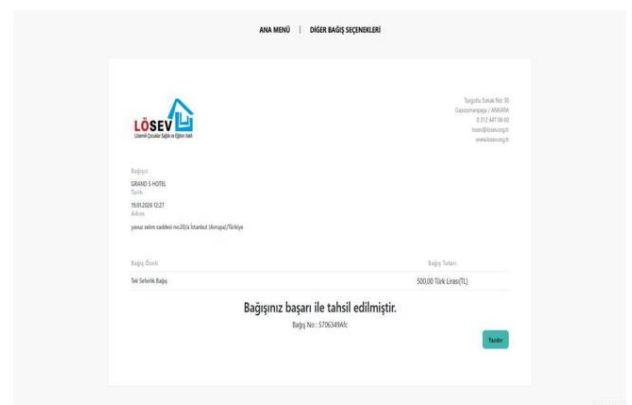 ANA MENÜ | DİĞER BAĞIŞ SEÇENEKLERİ
LÖSEV
Lösemili Çocuklar Sağlık ve Eğitim Vakfı
Turgutlu Sokak No: 30
Gaziosmanpaşa / ANKARA
0 312 447 06 60
losev@losev.org.tr
www.losev.org.tr
Bağışçı
GRAND S HOTEL
Tarih
19.01.2026 12:27
Adres
yavuz selim caddesi no:20/a İstanbul (Avrupa)/Türkiye
Bağış Özeti Bağış Tutarı
Tek Seferlik Bağış 500,00 Türk Lirası(TL)
Bağışınız başarı ile tahsil edilmiştir.
Bağış No : 5706349Afc
Yazdır